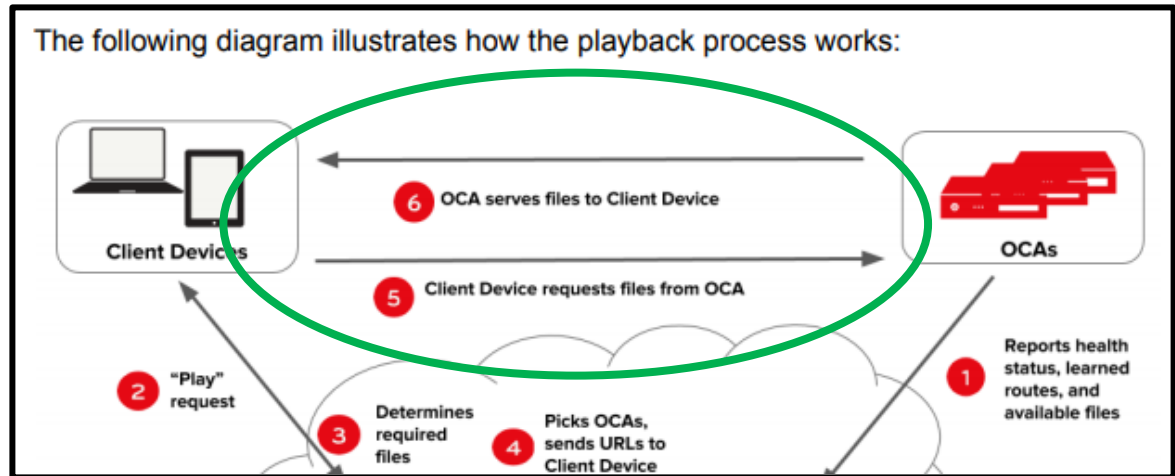 The following diagram illustrates how the playback process works:
6 OCA serves files to Client Device
Client Devices
OCAs
5 Client Device requests files from OCA
2 “Play”
request
3 Determines
required
files
4 Picks OCAs,
sends URLs to
Client Device
1 Reports health
status, learned
routes, and
available files